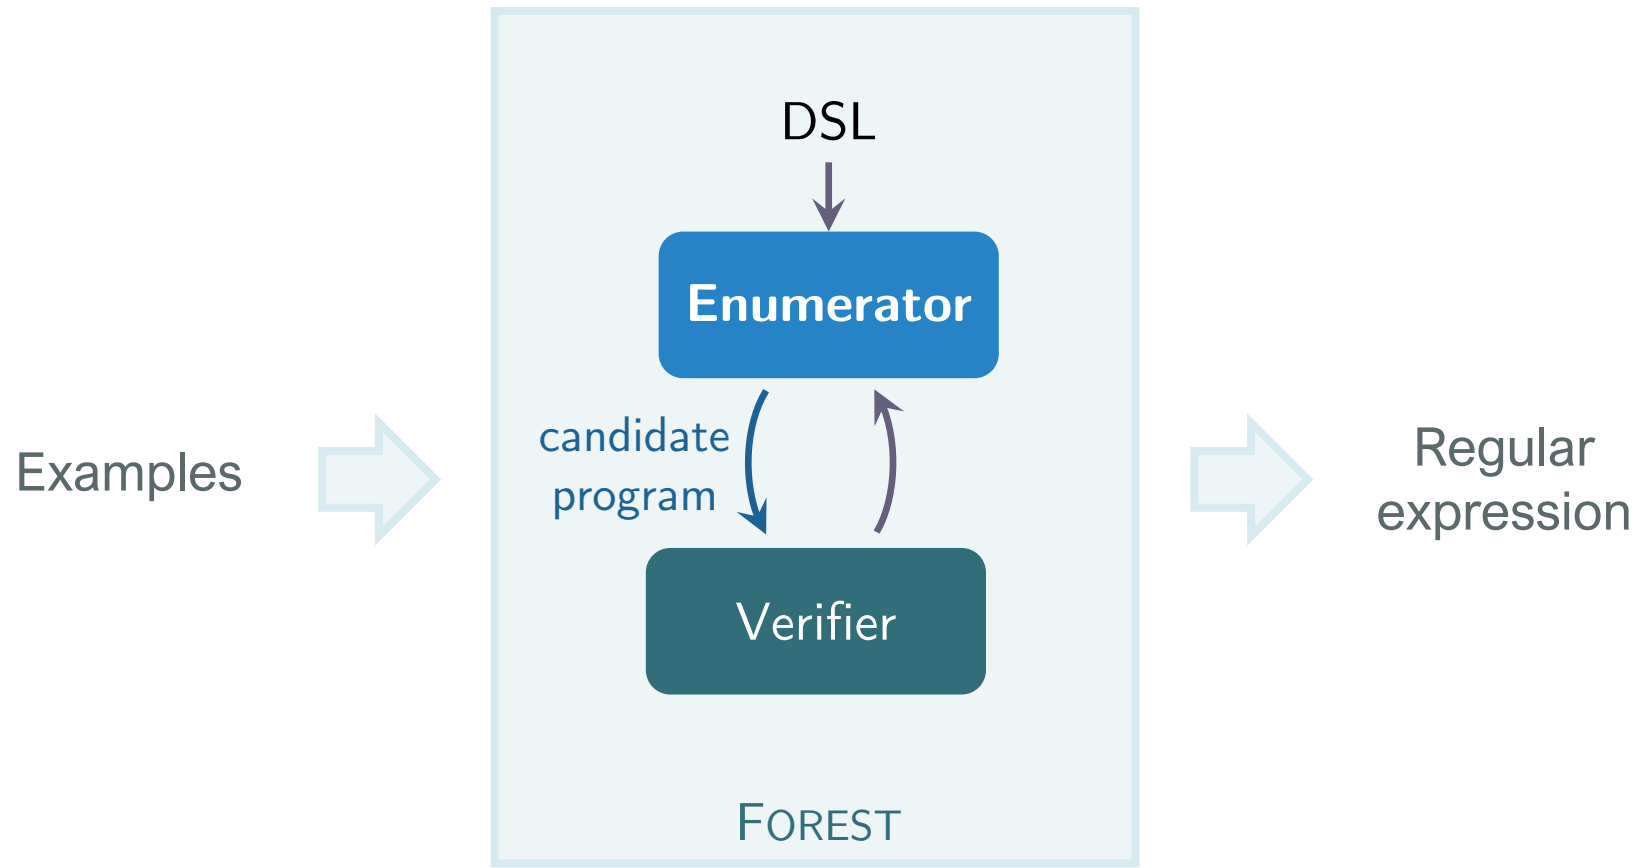 DSL
Enumerator
candidate
program
Examples
Regular
expression
Verifier
FOREST